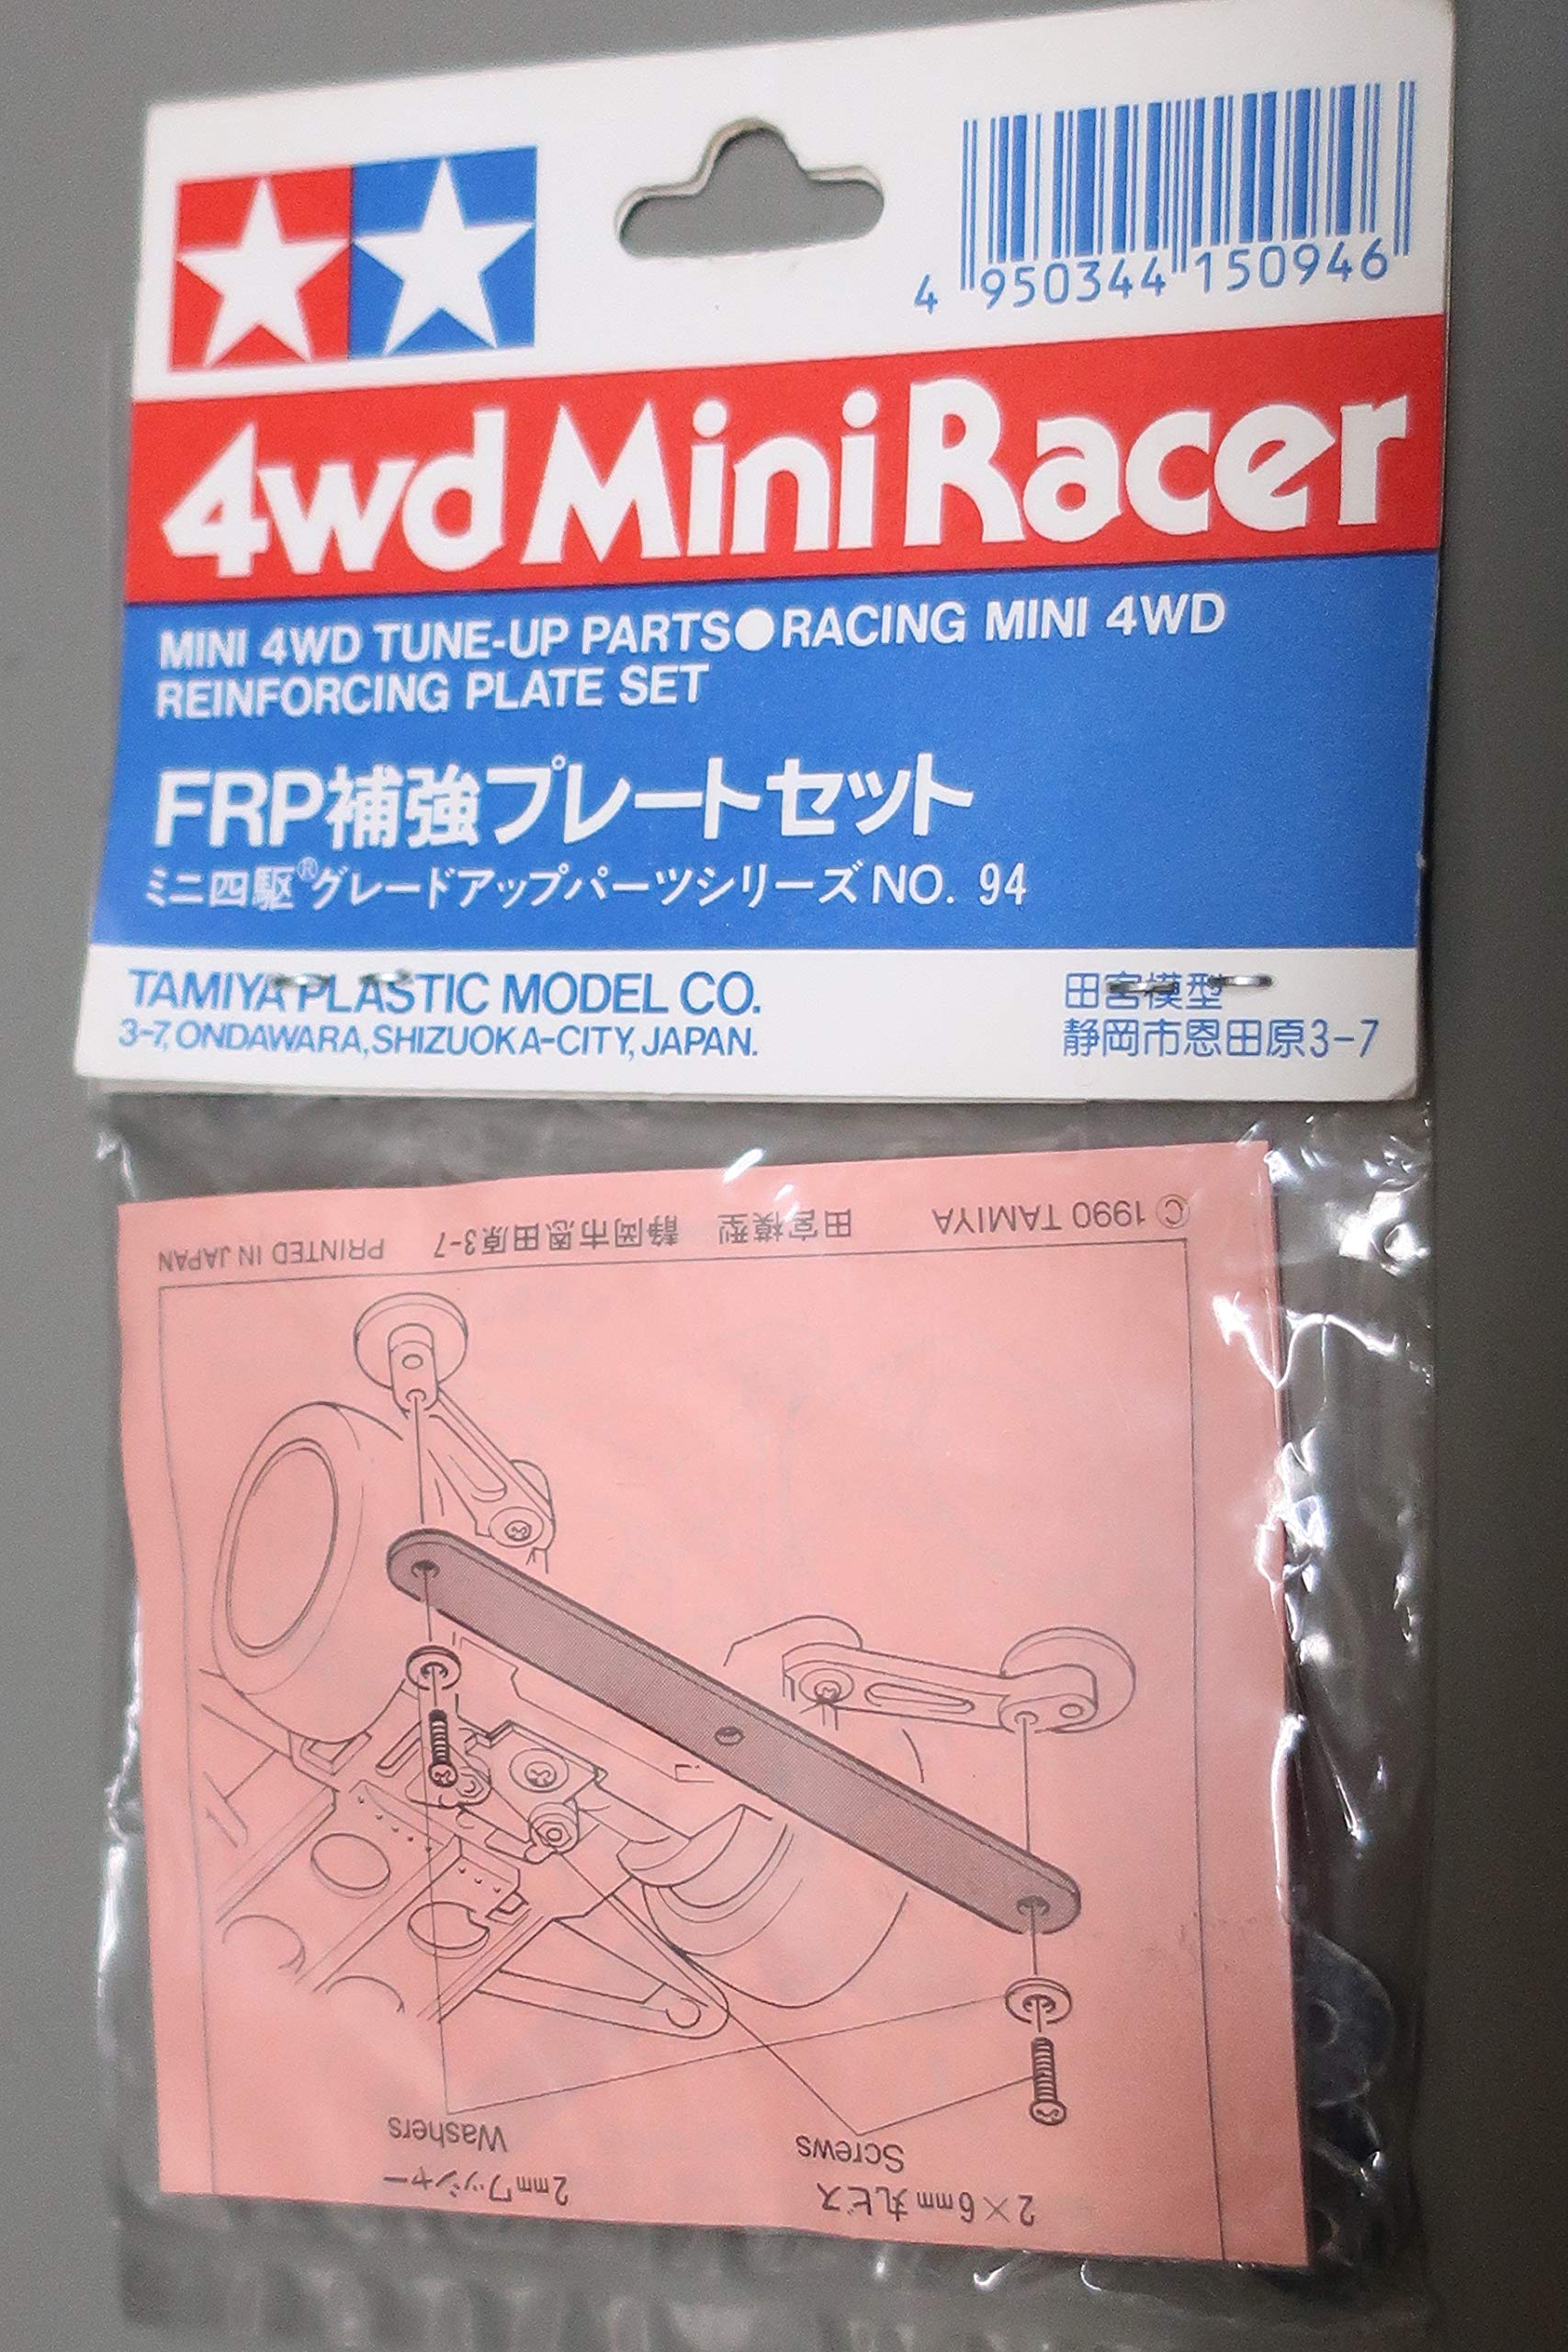 4 950344 150946
4wd Mini Racer
MINI 4WD TUNE-UP PARTS●RACING MINI 4WD
REINFORCING PLATE SET
FRP補強プレートセット
ミニ四駆®グレードアップパーツシリーズ NO. 94
TAMIYA PLASTIC MODEL CO.
3-7, ONDAWARA, SHIZUOKA-CITY, JAPAN.
田宮模型
静岡市恩田原3-7
©1990 TAMIYA 田宮模型 静岡市恩田原3-7 PRINTED IN JAPAN
2×6mm丸ビス
Screws
2mmワッシャー
Washers